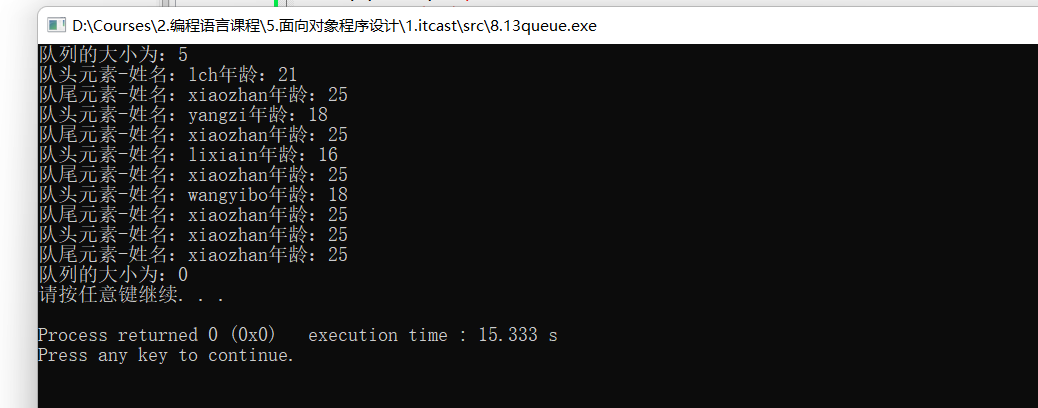 D:\Courses\2.编程语言课程\5.面向对象程序设计\1.itcast\src\8.13queue.exe
队列的大小为：5
队头元素-姓名：lch年龄：21
队尾元素-姓名：xiaozhan年龄：25
队头元素-姓名：yangzi年龄：18
队尾元素-姓名：xiaozhan年龄：25
队头元素-姓名：lixiain年龄：16
队尾元素-姓名：xiaozhan年龄：25
队头元素-姓名：wangyibo年龄：18
队尾元素-姓名：xiaozhan年龄：25
队头元素-姓名：xiaozhan年龄：25
队尾元素-姓名：xiaozhan年龄：25
队列的大小为：0
请按任意键继续. . .
Process returned 0 (0x0)   execution time : 15.333 s
Press any key to continue.